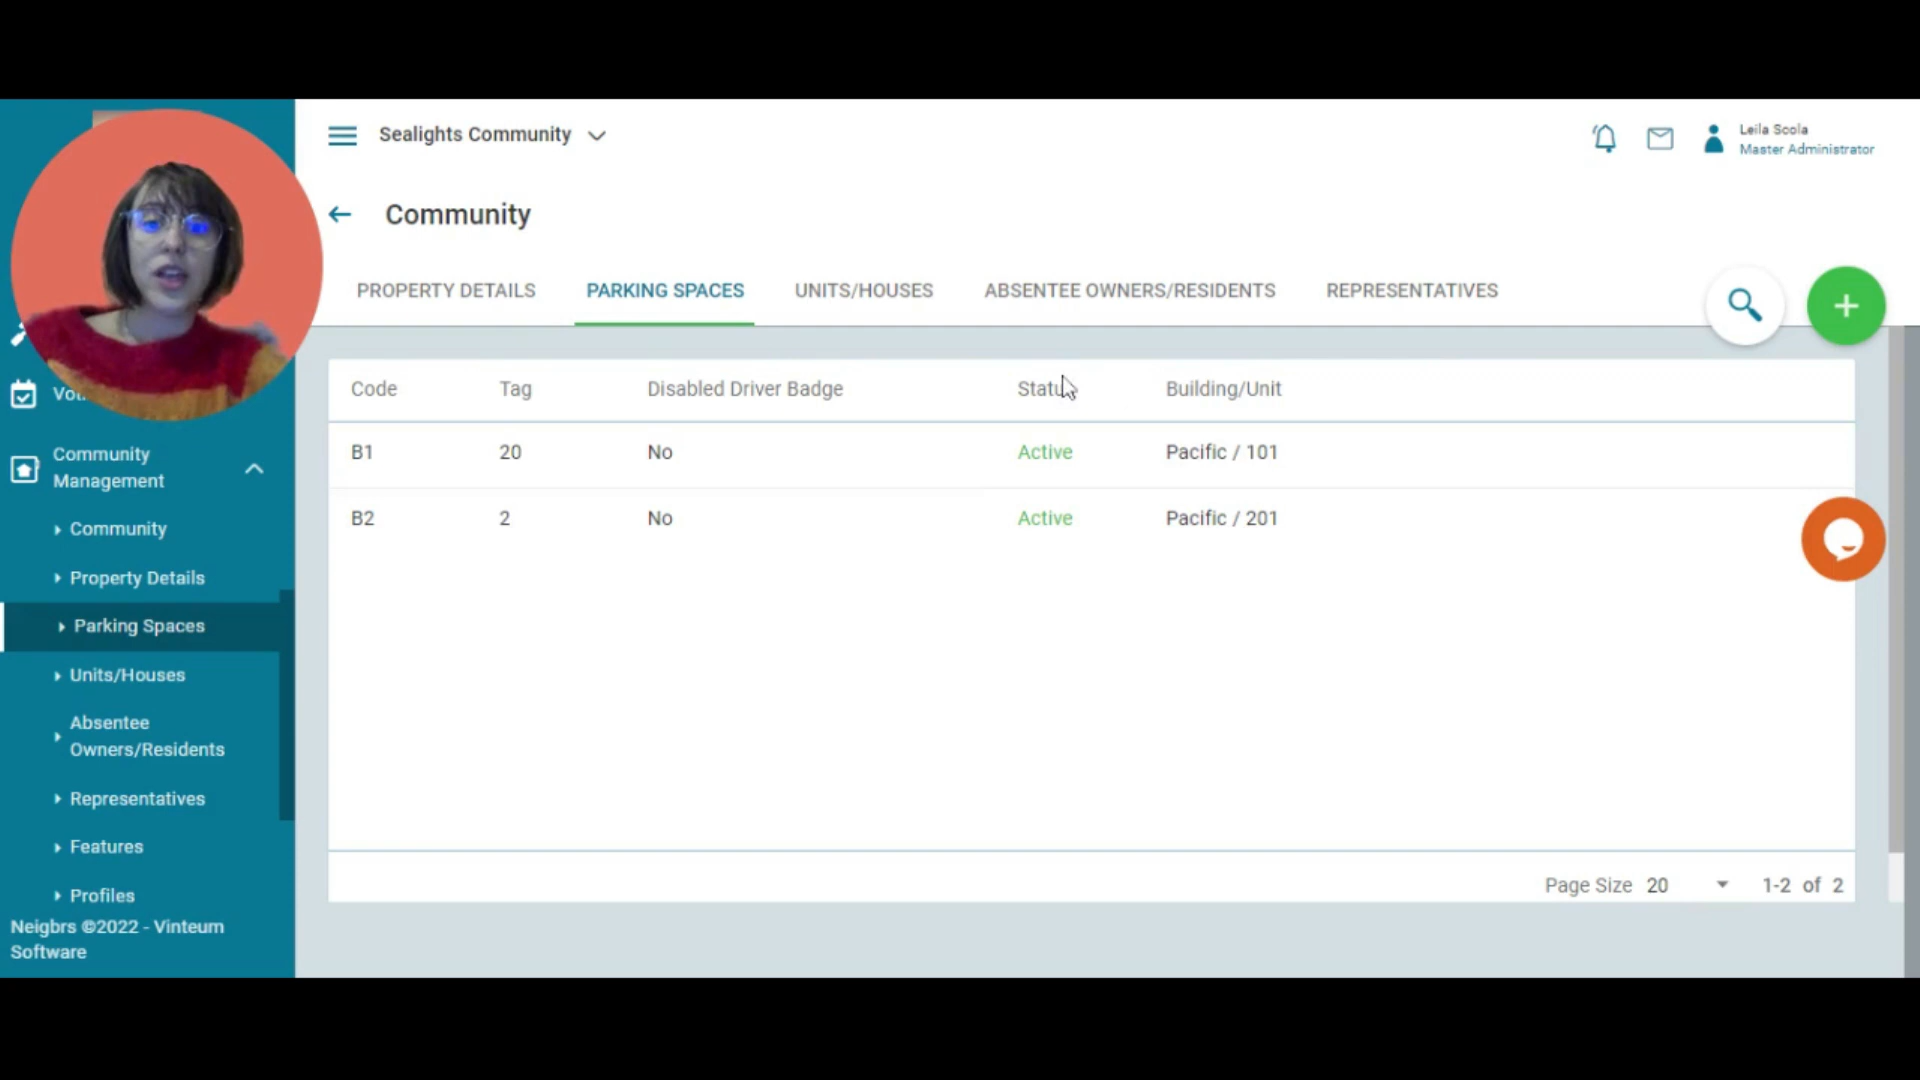 Sealights Community
Leila Scola
Master Administrator
Community
PROPERTY DETAILS PARKING SPACES UNITS/HOUSES ABSENTEE OWNERS/RESIDENTS REPRESENTATIVES
Community
Management
Community
Property Details
Parking Spaces
Units/Houses
Absentee
Owners/Residents
Representatives
Features
Profiles
Neigbrs ©2022 - Vinteum
Software
Code Tag Disabled Driver Badge Status Building/Unit
B1 20 No Active Pacific / 101
B2 2 No Active Pacific / 201
Page Size 20 1-2 of 2